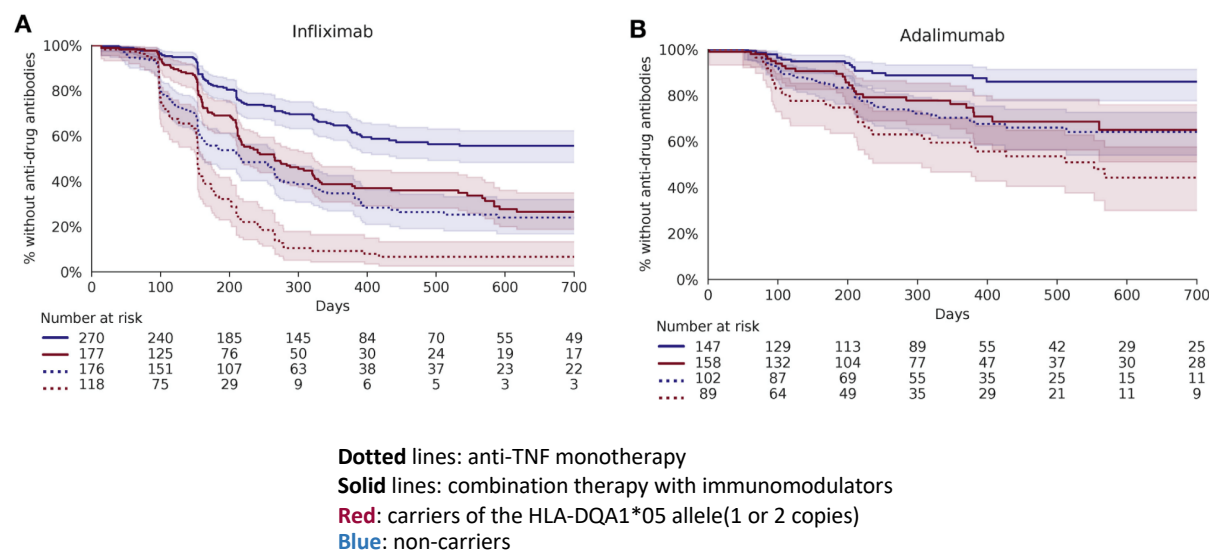 A
Infliximab
% without anti-drug antibodies
100%
80%
60%
40%
20%
0%
0 100 200 300 400 500 600 700
Days
Number at risk
270 240 185 145 84 70 55 49
177 125 76 50 30 24 19 17
176 151 107 63 38 37 23 22
118 75 29 9 6 5 3 3
B
Adalimumab
% without anti-drug antibodies
100%
80%
60%
40%
20%
0%
0 100 200 300 400 500 600 700
Days
Number at risk
147 129 113 89 55 42 29 25
158 132 104 77 47 37 30 28
102 87 69 55 35 25 15 11
89 64 49 35 29 21 11 9
Dotted lines: anti-TNF monotherapy
Solid lines: combination therapy with immunomodulators
Red: carriers of the HLA-DQA1*05 allele(1 or 2 copies)
Blue: non-carriers